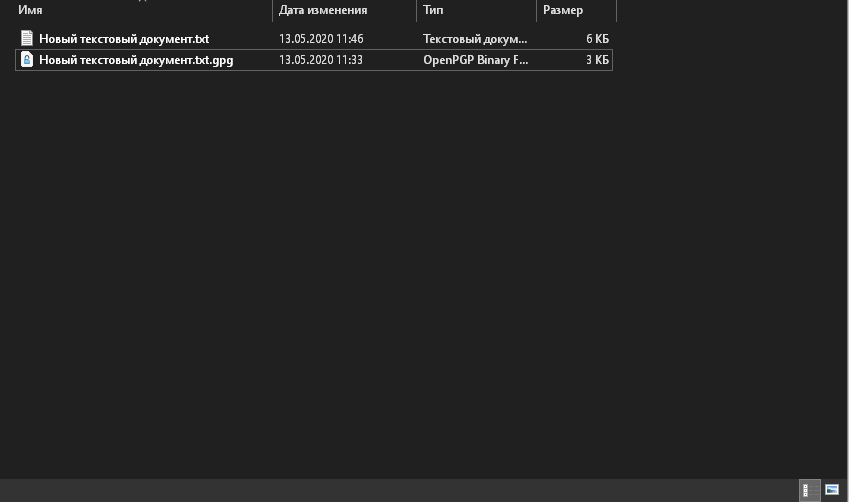 Имя Дата изменения Тип Размер
Новый текстовый документ.txt 13.05.2020 11:46 Текстовый докум... 6 КБ
Новый текстовый документ.txt.gpg 13.05.2020 11:33 OpenPGP Binary F... 3 КБ